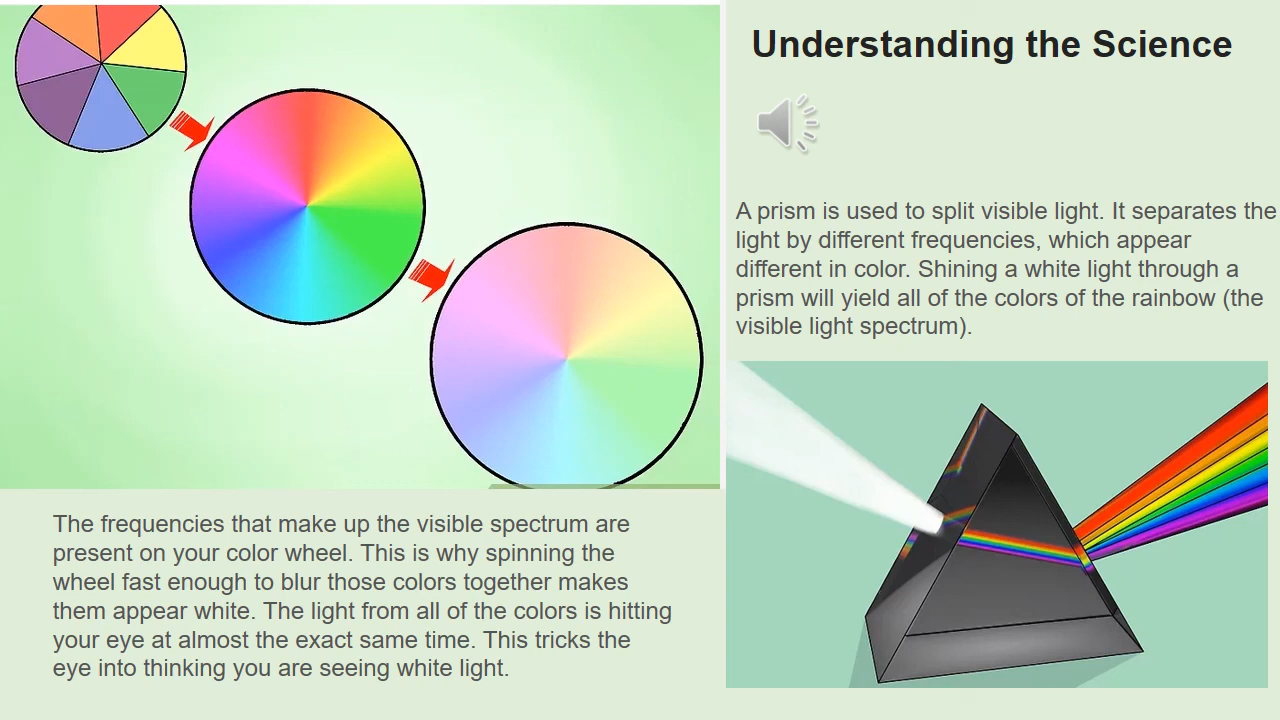 Understanding the Science
A prism is used to split visible light. It separates the
light by different frequencies, which appear
different in color. Shining a white light through a
prism will yield all of the colors of the rainbow (the
visible light spectrum).
The frequencies that make up the visible spectrum are
present on your color wheel. This is why spinning the
wheel fast enough to blur those colors together makes
them appear white. The light from all of the colors is hitting
your eye at almost the exact same time. This tricks the
eye into thinking you are seeing white light.